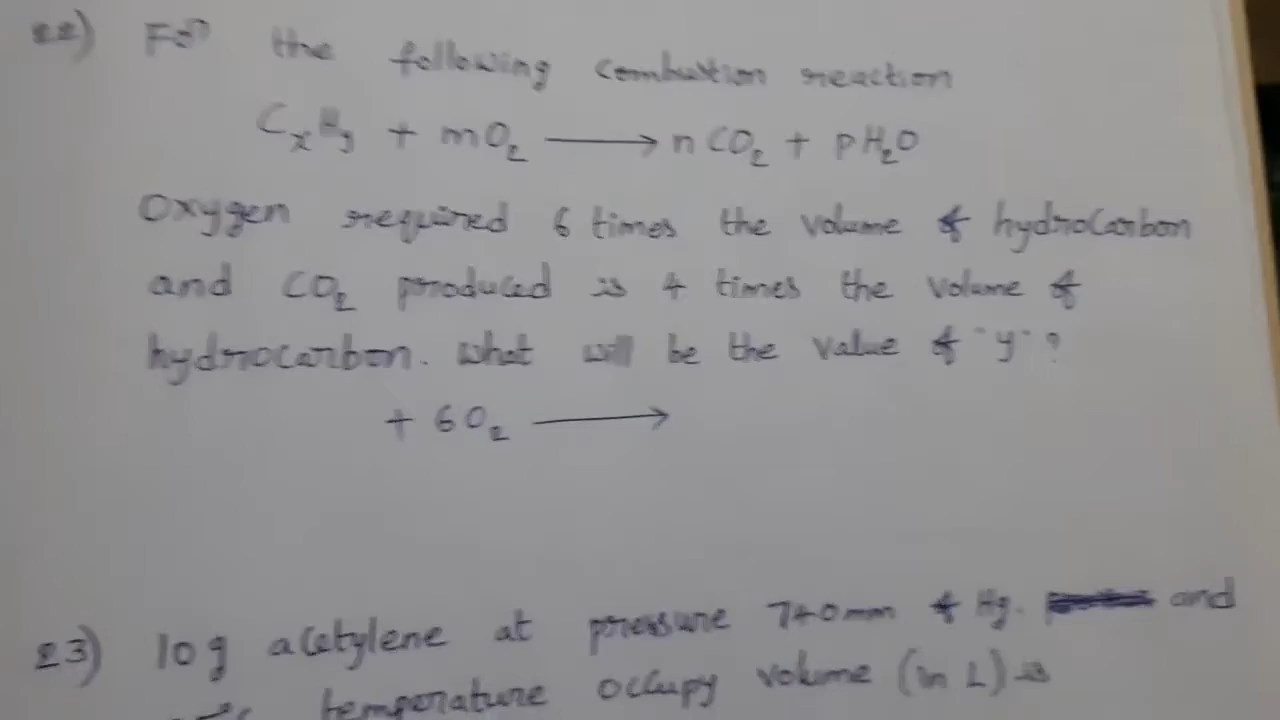 22) For the following combustion reaction
CxHy + mO2 ⟶ nCO2 + pH2O
Oxygen required 6 times the volume of hydrocarbon
and CO2 produced is 4 times the volume of
hydrocarbon. What will be the value of "y"?
+ 6O2 ⟶
23) 10g acetylene at pressure 740mm of Hg. and
temperature occupy volume (in L) is